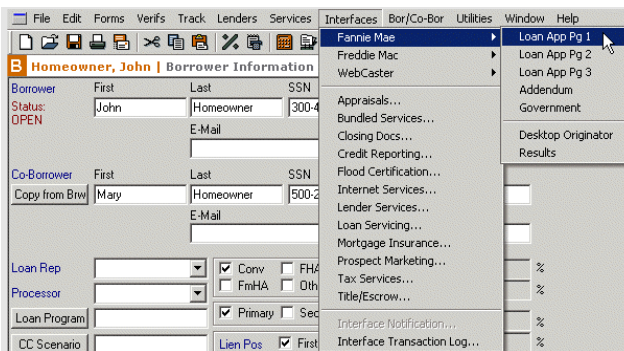 File Edit Forms Verifs Track Lenders Services Interfaces Bor/Co-Bor Utilities Window Help
B Homeowner, John | Borrower Information
Fannie Mae
Freddie Mac
WebCaster
Appraisals...
Bundled Services...
Closing Docs...
Credit Reporting...
Flood Certification...
Internet Services...
Lender Services...
Loan Servicing...
Mortgage Insurance...
Prospect Marketing...
Tax Services...
Title/Escrow...
Interface Notification...
Interface Transaction Log...
Loan App Pg 1
Loan App Pg 2
Loan App Pg 3
Addendum
Government
Desktop Originator
Results
Borrower First Last SSN
Status: John Homeowner 300-4
OPEN
E-Mail
Co-Borrower First Last SSN
Copy from Brw Mary Homeowner 500-2
E-Mail
Loan Rep Conv FHA %
Processor FmHA Oth %
Loan Program Primary Sec %
CC Scenario Lien Pos First %